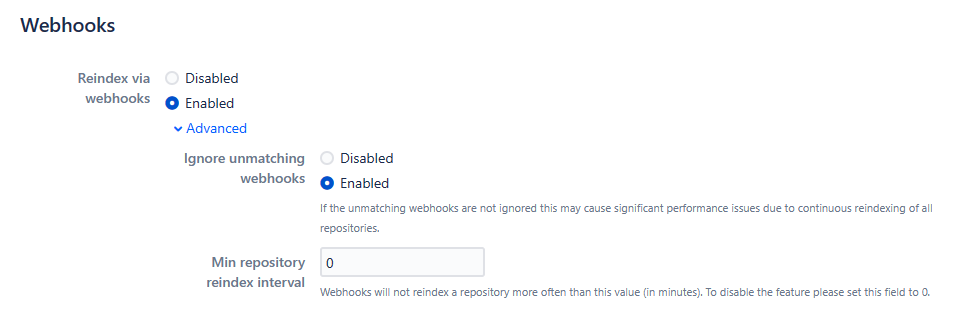 Webhooks
Reindex via webhooks
Disabled
Enabled
Advanced
Ignore unmatching webhooks
Disabled
Enabled
If the unmatching webhooks are not ignored this may cause significant performance issues due to continuous reindexing of all
repositories.
Min repository reindex interval
0
Webhooks will not reindex a repository more often than this value (in minutes). To disable the feature please set this field to 0.